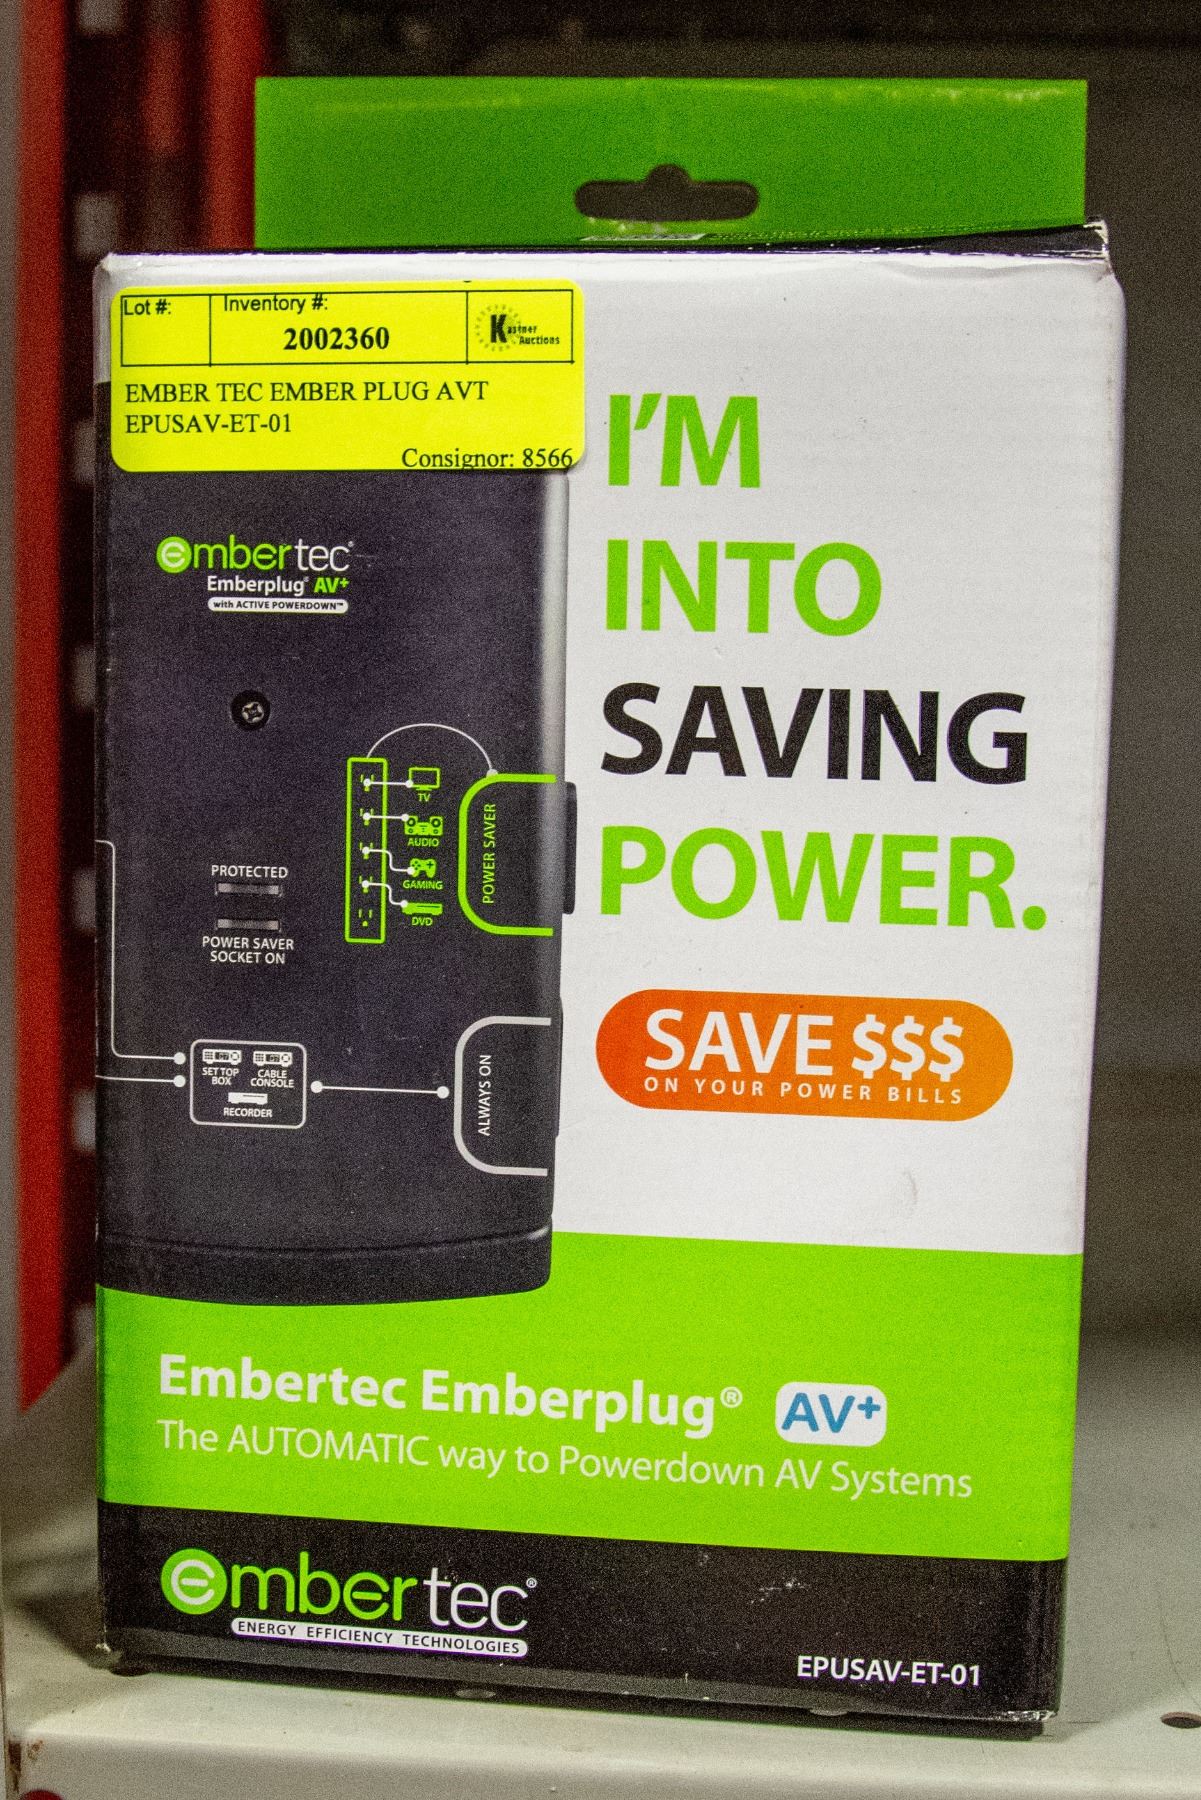 Lot #:
Inventory #:
2002360
Kastner
Auctions
EMBER TEC EMBER PLUG AVT
EPUSAV-ET-01
Consignor: 8566
I'M
INTO
SAVING
POWER.
SAVE $$$
ON YOUR POWER BILLS
embertec®
Emberplug® AV+
with ACTIVE POWERDOWN™
TV
AUDIO
GAMING
DVD
POWER SAVER
PROTECTED
POWER SAVER
SOCKET ON
SET TOP
BOX
CABLE
CONSOLE
RECORDER
ALWAYS ON
Embertec Emberplug® AV+
The AUTOMATIC way to Powerdown AV Systems
embertec®
ENERGY EFFICIENCY TECHNOLOGIES
EPUSAV-ET-01